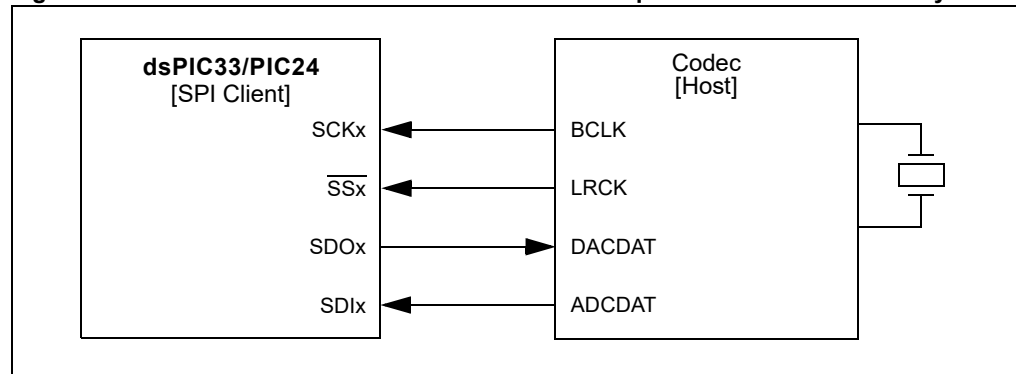 dsPIC33/PIC24
[SPI Client]
Codec
[Host]
SCKx
BCLK
SSx
LRCK
SDOx
DACDAT
SDIx
ADCDAT